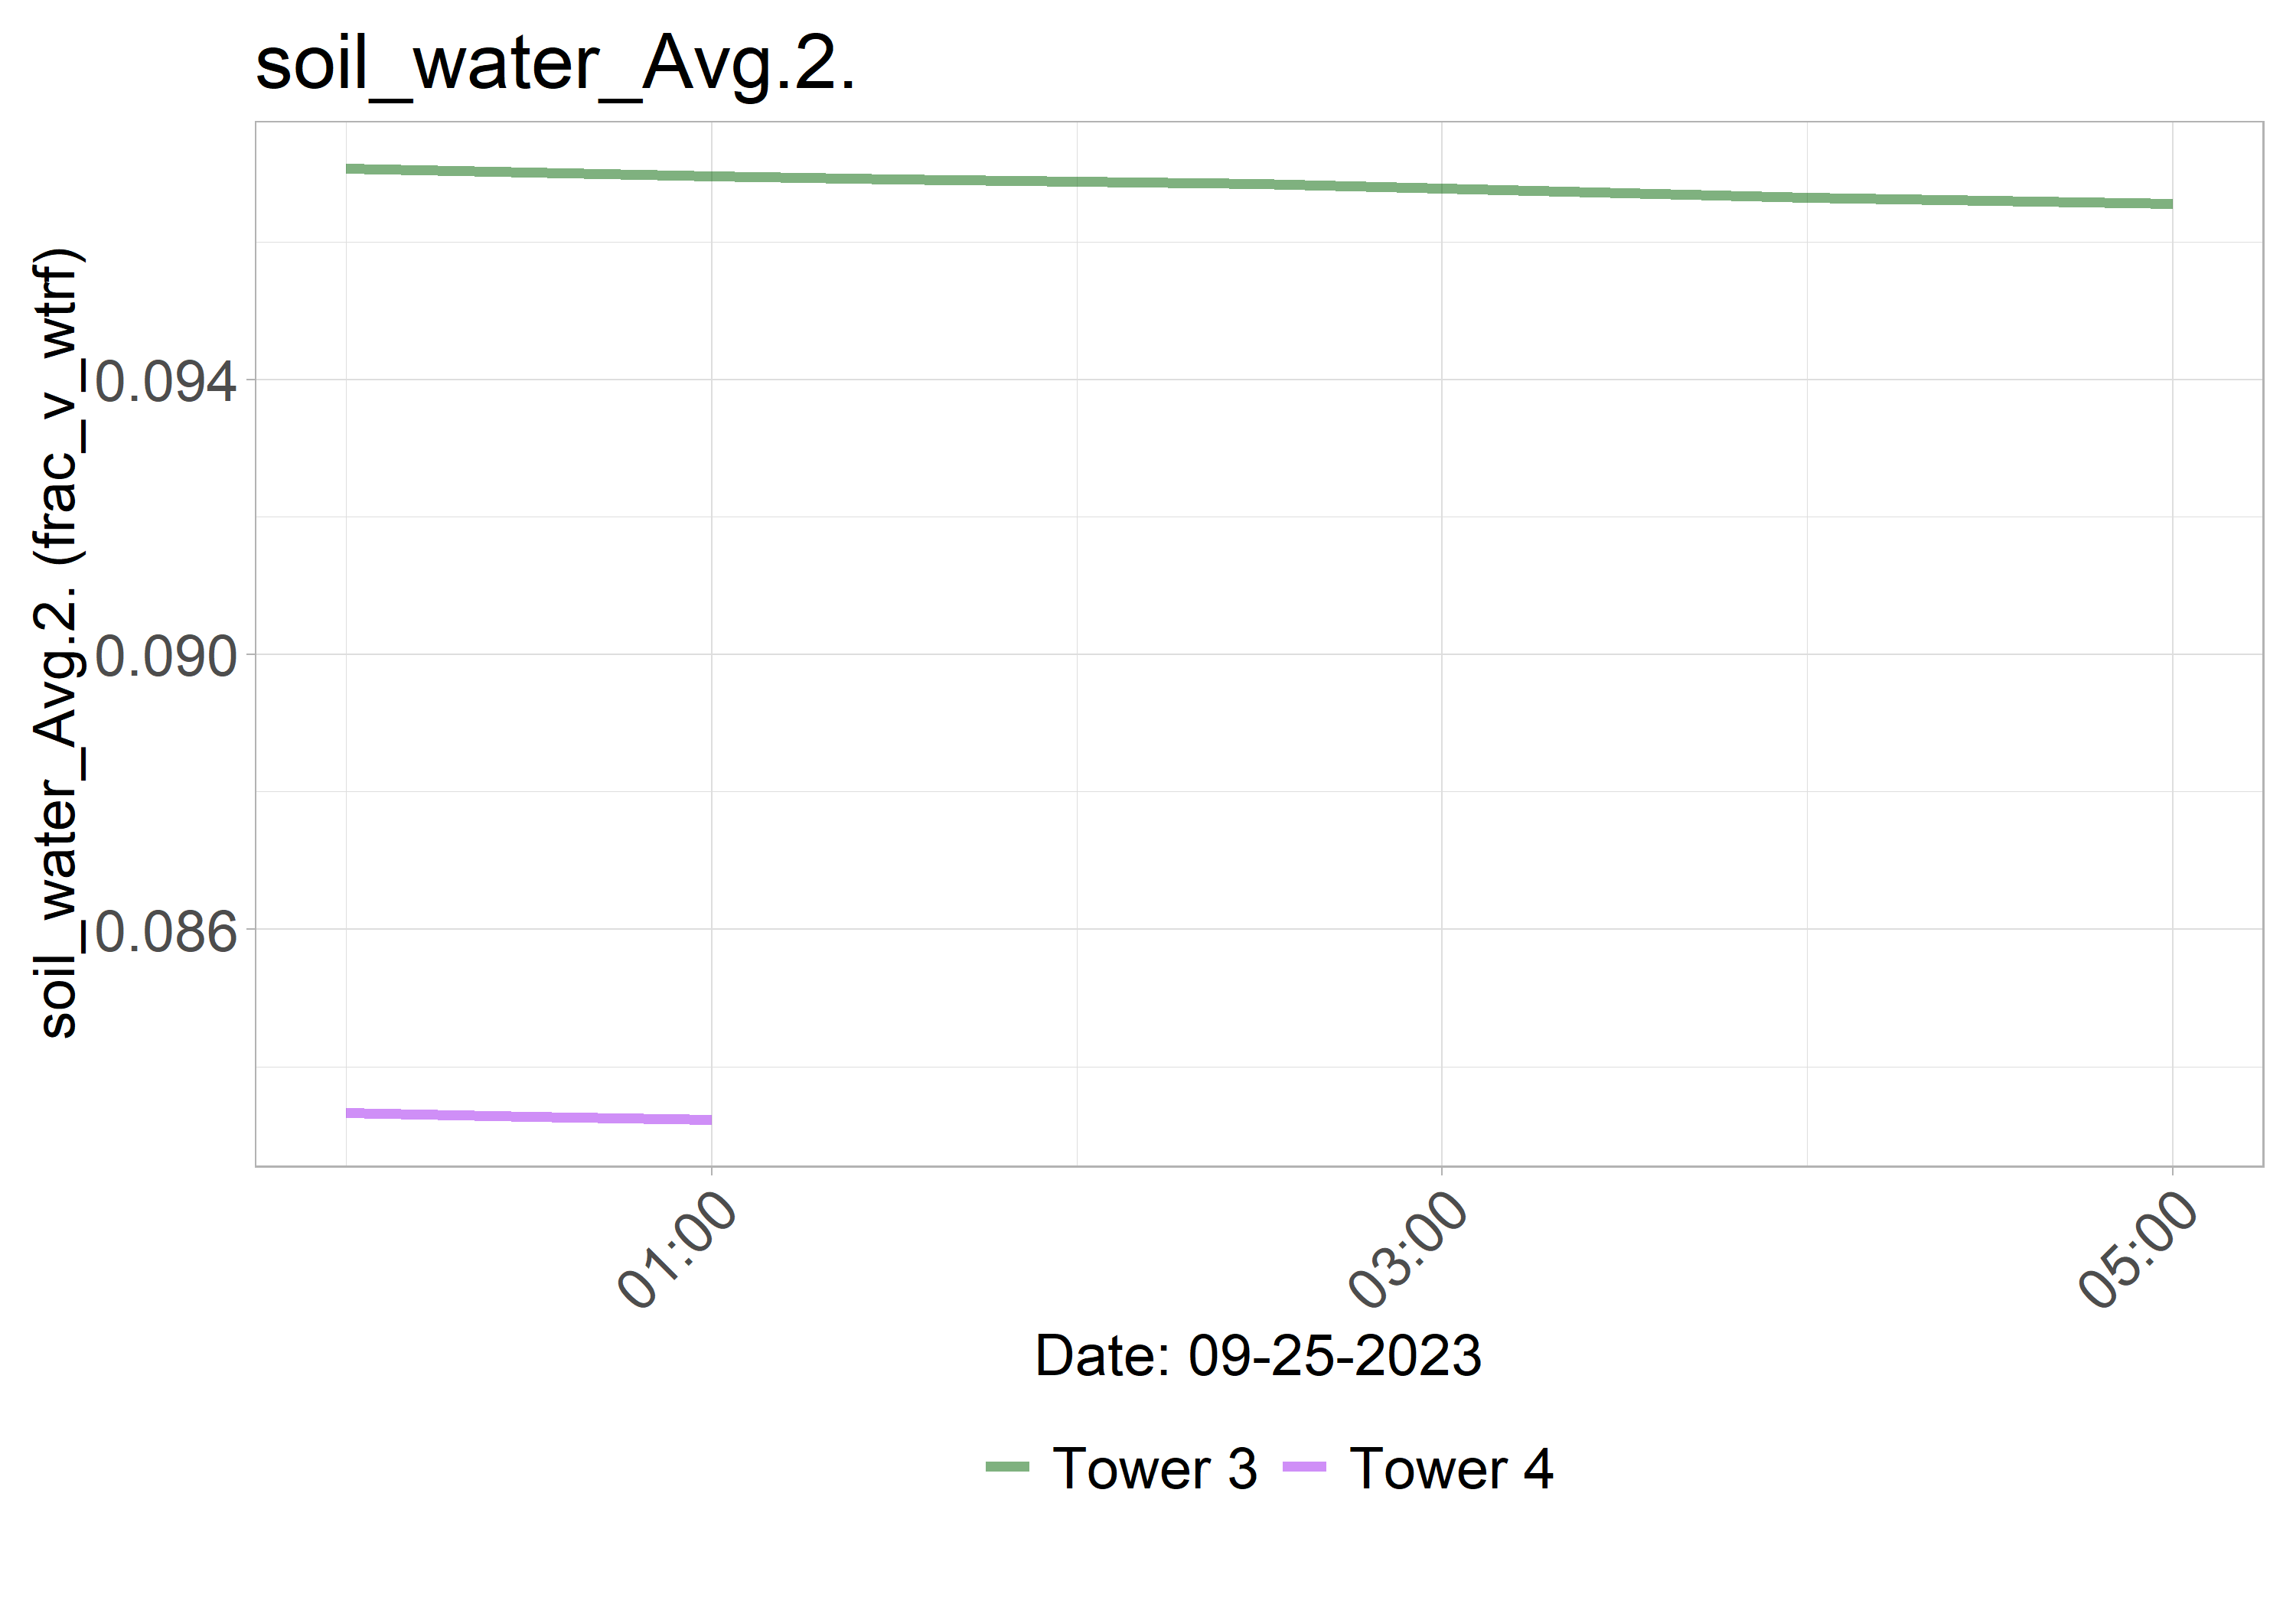 soil_water_Avg.2.
soil_water_Avg.2. (frac_v_wtrf)
0.094
0.090
0.086
01:00
03:00
05:00
Date: 09-25-2023
Tower 3
Tower 4